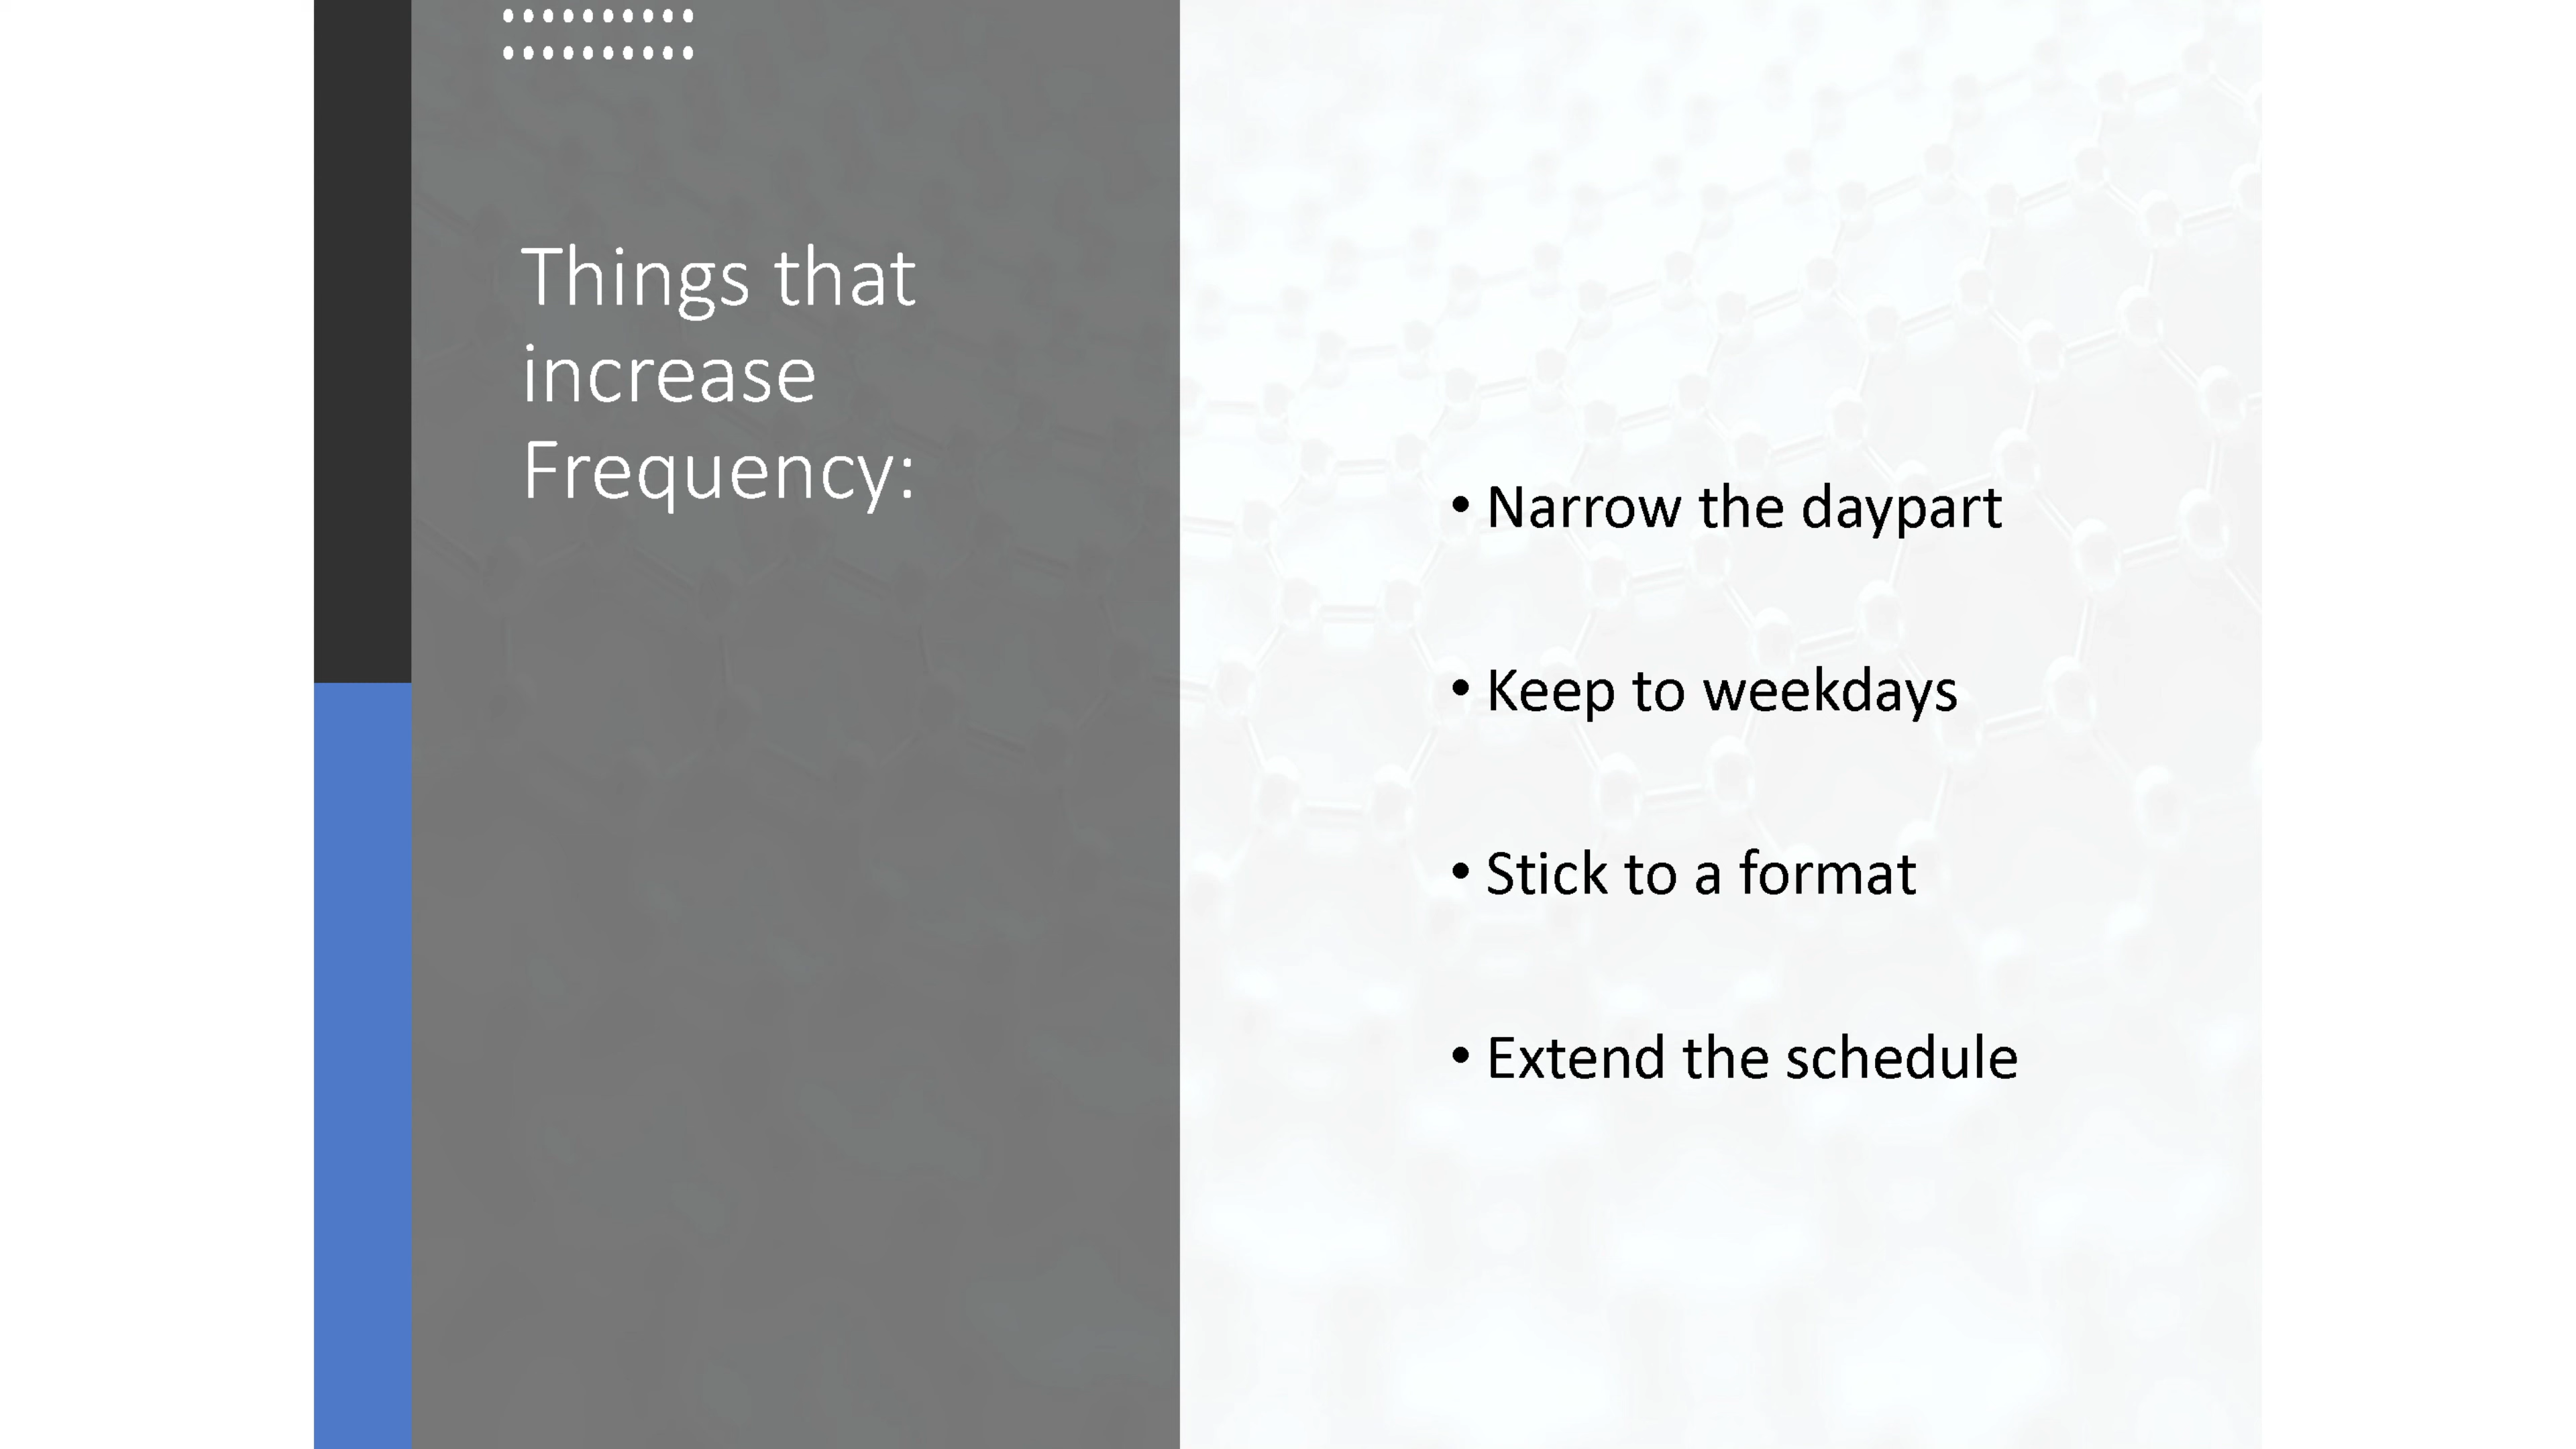 Things that
increase
Frequency:
• Narrow the daypart
• Keep to weekdays
• Stick to a format
• Extend the schedule